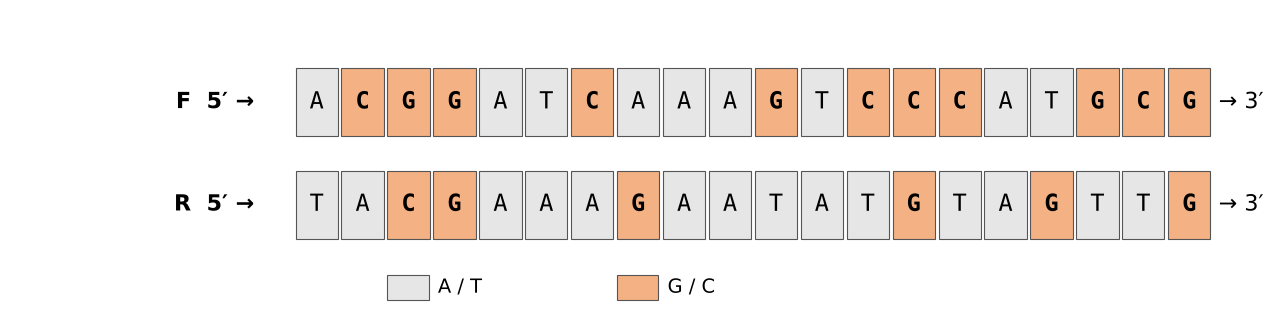 F 5′ → A C G G A T C A A A G T C C C A T G C G → 3′
R 5′ → T A C G A A A G A A T A T G T A G T T G → 3′
A / T G / C